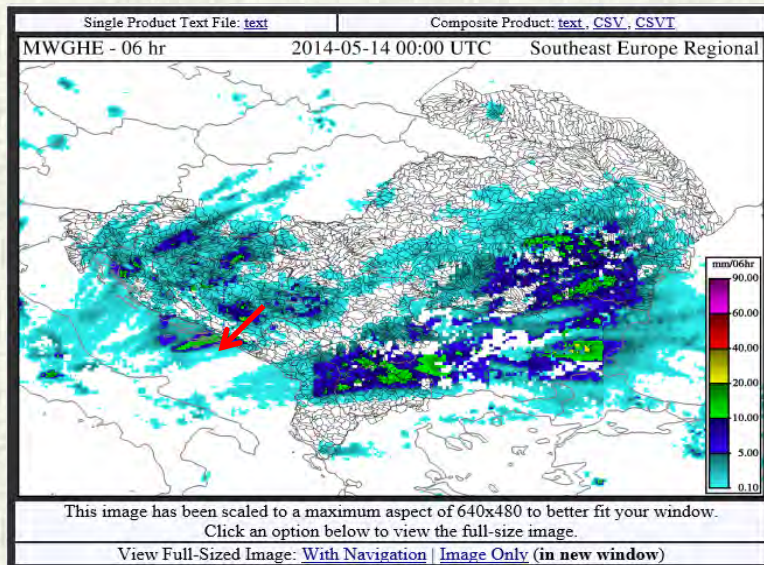 Single Product Text File: text
Composite Product: text , CSV , CSVT
MWGHE - 06 hr 2014-05-14 00:00 UTC Southeast Europe Regional
mm/06hr
90.00
60.00
40.00
20.00
10.00
5.00
0.10
This image has been scaled to a maximum aspect of 640x480 to better fit your window.
Click an option below to view the full-size image.
View Full-Sized Image: With Navigation | Image Only (in new window)